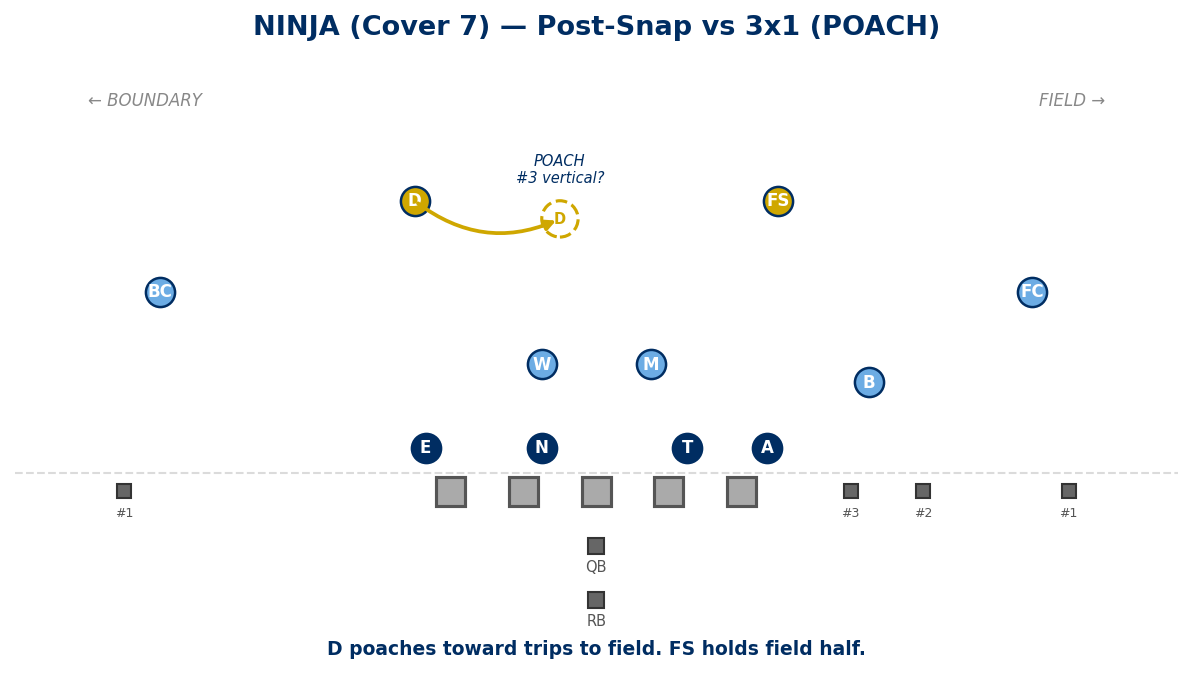 NINJA (Cover 7) — Post-Snap vs 3x1 (POACH)
← BOUNDARY
FIELD →
POACH
#3 vertical?
D
D
FS
BC
FC
W
M
B
E
N
T
A
#1
#3
#2
#1
QB
RB
D poaches toward trips to field. FS holds field half.